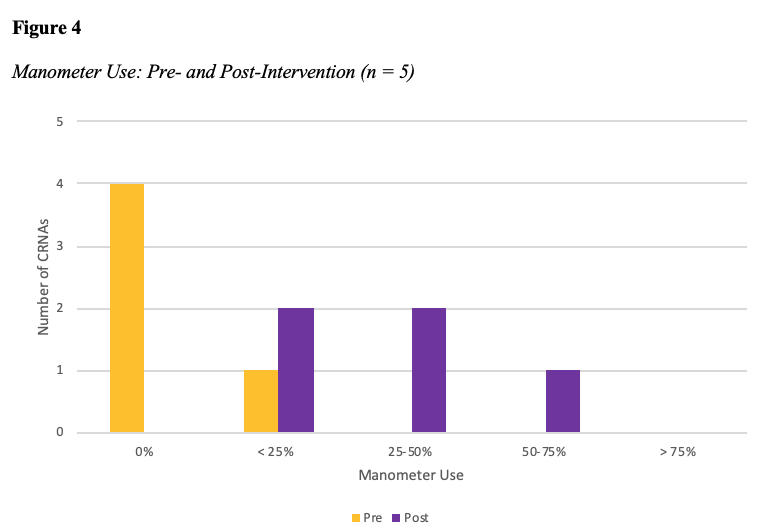 Figure 4
Manometer Use: Pre- and Post-Intervention (n = 5)
5
4
3
2
1
0
Number of CRNAs
0% < 25% 25-50% 50-75% > 75%
Manometer Use
Pre Post